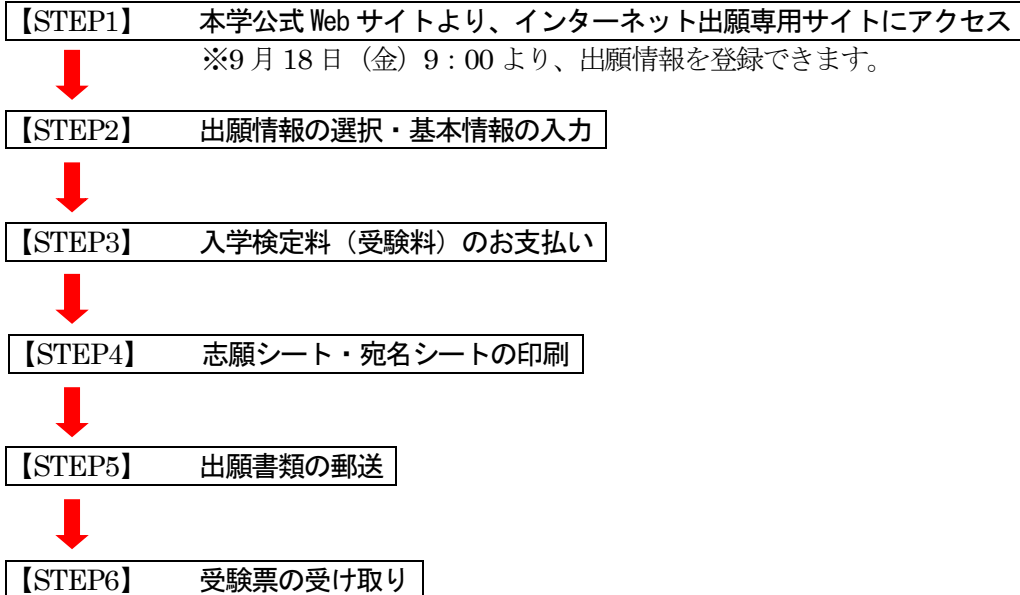 【STEP1】 本学公式 Web サイトより、インターネット出願専用サイトにアクセス
※9 月 18 日（金）9：00 より、出願情報を登録できます。
【STEP2】 出願情報の選択・基本情報の入力
【STEP3】 入学検定料（受験料）のお支払い
【STEP4】 志願シート・宛名シートの印刷
【STEP5】 出願書類の郵送
【STEP6】 受験票の受け取り